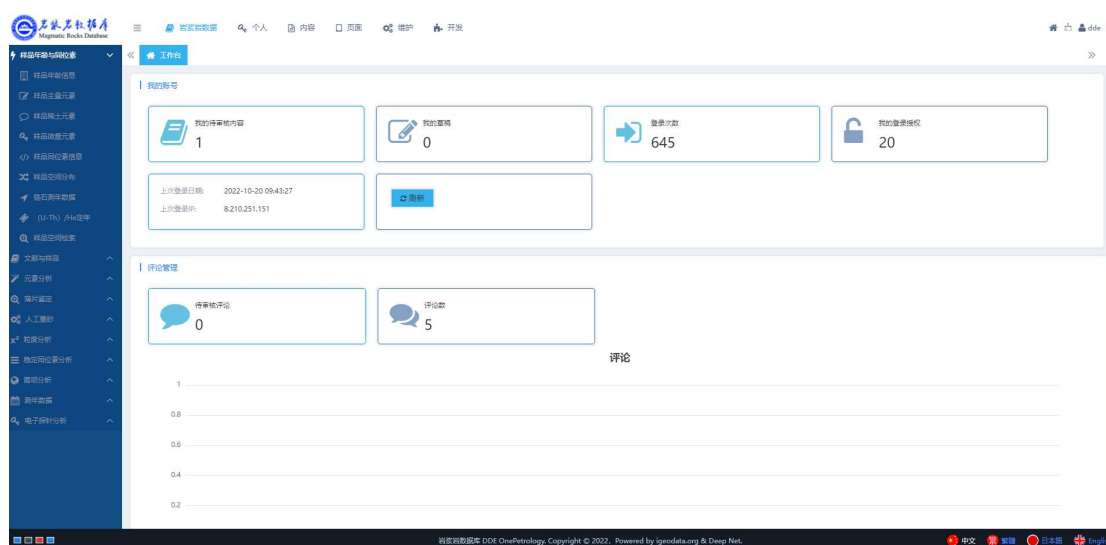 岩浆岩数据库
Magmatic Rocks Database
岩浆岩数据
个人
内容
页面
维护
开发
dde
样品年龄与同位素
工作台
样品年龄信息
样品主量元素
样品稀土元素
样品微量元素
样品同位素信息
样品空间分布
锆石测年数据
(U-Th) /He定年
样品空间检索
文献与样品
元素分析
薄片鉴定
人工重砂
粒度分析
稳定同位素分析
简项分析
测年数据
电子探针分析
我的账号
我的待审核内容
1
我的草稿
0
登录次数
645
我的登录授权
20
上次登录日期: 2022-10-20 09:43:27
上次登录IP: 8.210.251.151
刷新
评论管理
待审核评论
0
评论数
5
评论
1
0.8
0.6
0.4
0.2
岩浆岩数据库 DDE OnePetrology. Copyright © 2022, Powered by igeodata.org & Deep Net.
中文
繁體
日本語
Engli